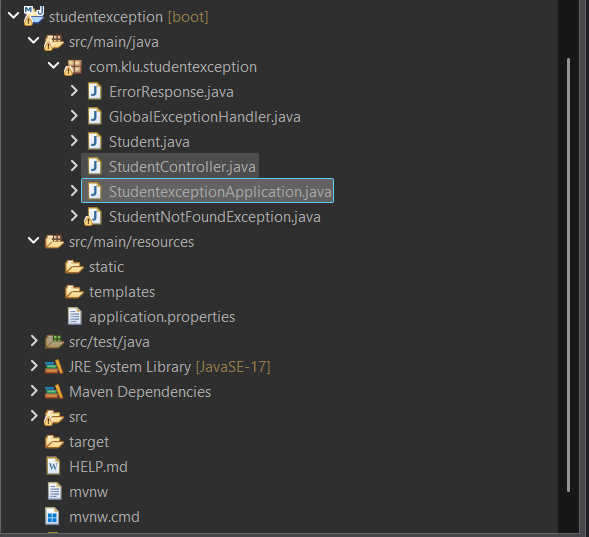 studentexception [boot]
src/main/java
com.klu.studentexception
ErrorResponse.java
GlobalExceptionHandler.java
Student.java
StudentController.java
StudentexceptionApplication.java
StudentNotFoundException.java
src/main/resources
static
templates
application.properties
src/test/java
JRE System Library [JavaSE-17]
Maven Dependencies
src
target
HELP.md
mvnw
mvnw.cmd